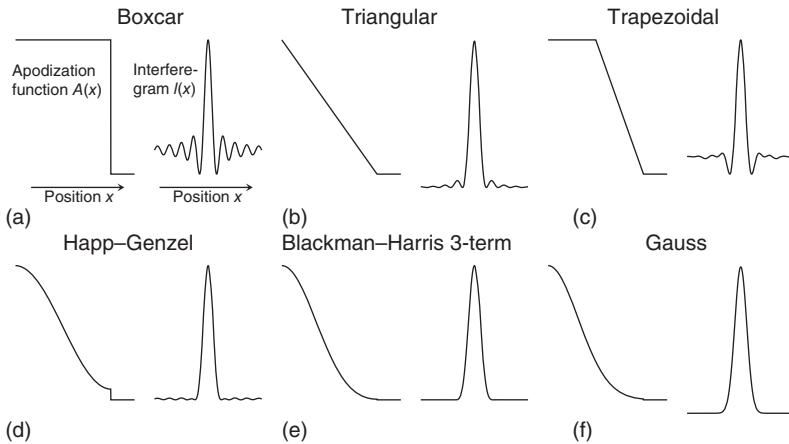 Boxcar
Triangular
Trapezoidal
Apodization
function A(x)
Interfere-
gram I(x)
Position x
Position x
(a)
(b)
(c)
Happ–Genzel
Blackman–Harris 3-term
Gauss
(d)
(e)
(f)